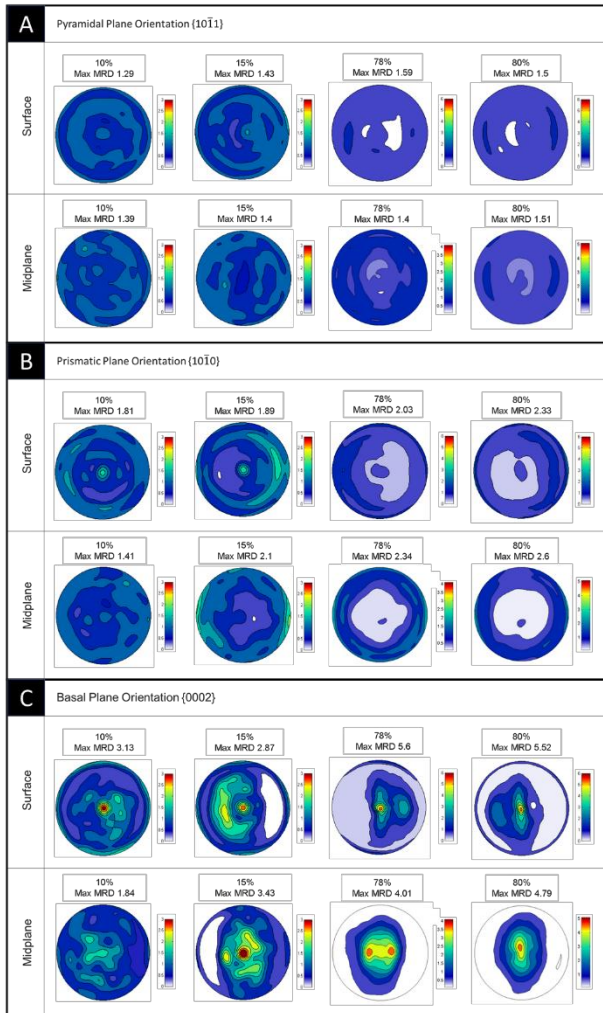 A
Pyramidal Plane Orientation {101̅1}
Surface
10%
Max MRD 1.29
15%
Max MRD 1.43
78%
Max MRD 1.59
80%
Max MRD 1.5
Midplane
10%
Max MRD 1.39
15%
Max MRD 1.4
78%
Max MRD 1.4
80%
Max MRD 1.51
B
Prismatic Plane Orientation {101̅0}
Surface
10%
Max MRD 1.81
15%
Max MRD 1.89
78%
Max MRD 2.03
80%
Max MRD 2.33
Midplane
10%
Max MRD 1.41
15%
Max MRD 2.1
78%
Max MRD 2.34
80%
Max MRD 2.6
C
Basal Plane Orientation {0002}
Surface
10%
Max MRD 3.13
15%
Max MRD 2.87
78%
Max MRD 5.6
80%
Max MRD 5.52
Midplane
10%
Max MRD 1.84
15%
Max MRD 3.43
78%
Max MRD 4.01
80%
Max MRD 4.79